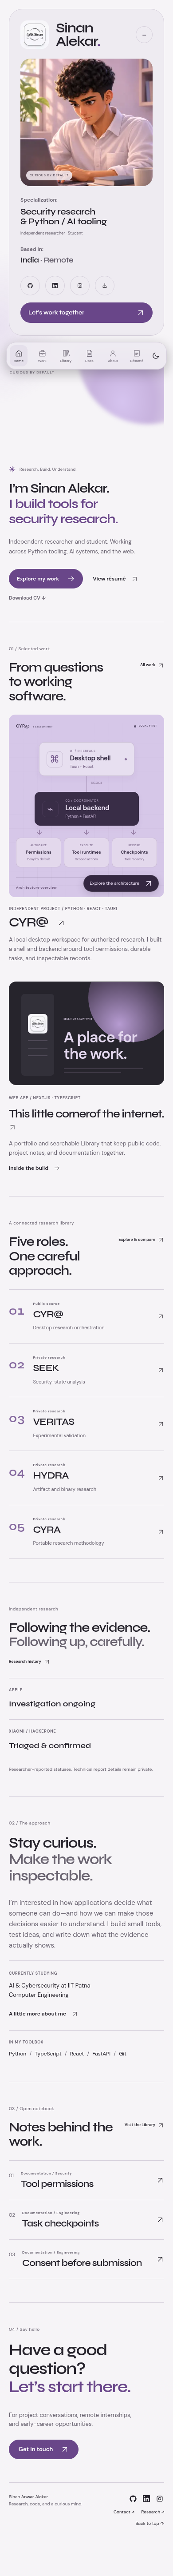 @N.Sinan
Sinan
Alekar.
CURIOUS BY DEFAULT
Specialization:
Security research
& Python / AI tooling
Independent researcher · Student
Based in:
India · Remote
Let's work together
Home
Work
Library
Docs
About
Résumé
CURIOUS BY DEFAULT
Research. Build. Understand.
I'm Sinan Alekar.
I build tools for
security research.
Independent researcher and student. Working
across Python tooling, AI systems, and the web.
Explore my work
View résumé
Download CV
01 / Selected work
From questions
to working
software.
All work
CYR@
Desktop shell
Tauri + React
Local backend
Python + FastAPI
Permissions
Tool runtimes
Checkpoints
Architecture overview
Explore the architecture
INDEPENDENT PROJECT / PYTHON · REACT · TAURI
CYR@
A local desktop workspace for authorized research. I built
a shell and backend around tool permissions, durable
tasks, and inspectable records.
A place for
the work.
WEB APP / NEXT.JS · TYPESCRIPT
This little corner of the internet.
A portfolio and searchable Library that keep public code,
project notes, and documentation together.
Inside the build
A connected research library
Five roles.
One careful
approach.
Explore & compare
01
Public source
CYR@
Desktop research orchestration
02
Private research
SEEK
Security-state analysis
03
Private research
VERITAS
Experimental validation
04
Private research
HYDRA
Artifact and binary research
05
Private research
CYRA
Portable research methodology
Independent research
Following the evidence.
Following up, carefully.
Research history
APPLE
Investigation ongoing
XIAOMI / HACKERONE
Triaged & confirmed
Researcher-reported statuses. Technical report details remain private.
02 / The approach
Stay curious.
Make the work
inspectable.
I'm interested in how applications decide what
someone can do—and how we can make those
decisions easier to understand. I build small tools,
test ideas, and write down what the evidence
actually shows.
CURRENTLY STUDYING
AI & Cybersecurity at IIT Patna
Computer Engineering
A little more about me
IN MY TOOLBOX
Python / TypeScript / React / FastAPI / Git
03 / Open notebook
Notes behind the
work.
Visit the Library
01
Documentation / Security
Tool permissions
02
Documentation / Engineering
Task checkpoints
03
Documentation / Engineering
Consent before submission
04 / Say hello
Have a good
question?
Let's start there.
For project conversations, remote internships,
and early-career opportunities.
Get in touch
Sinan Anwar Alekar
Research, code, and a curious mind.
Contact
Research
Back to top